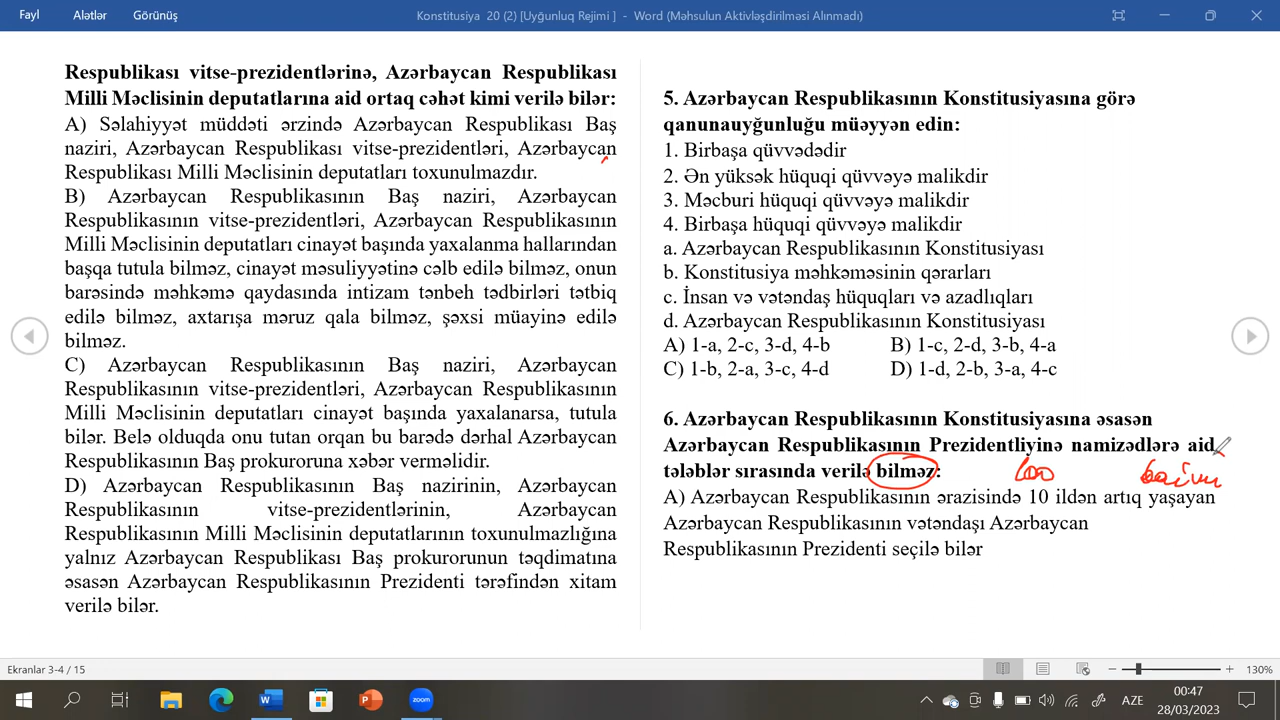 Fayl Alətlər Görünüş
Konstitusiya 20 (2) [Uyğunluq Rejimi ] - Word (Məhsulun Aktivləşdirilməsi Alınmadı)
Respublikası vitse-prezidentlərinə, Azərbaycan Respublikası
Milli Məclisinin deputatlarına aid ortaq cəhət kimi verilə bilər:
A) Səlahiyyət müddəti ərzində Azərbaycan Respublikası Baş
naziri, Azərbaycan Respublikası vitse-prezidentləri, Azərbaycan
Respublikası Milli Məclisinin deputatları toxunulmazdır.
B) Azərbaycan Respublikasının Baş naziri, Azərbaycan
Respublikasının vitse-prezidentləri, Azərbaycan Respublikasının
Milli Məclisinin deputatları cinayət başında yaxalanma hallarından
başqa tutula bilməz, cinayət məsuliyyətinə cəlb edilə bilməz, onun
barəsində məhkəmə qaydasında intizam tənbeh tədbirləri tətbiq
edilə bilməz, axtarışa məruz qala bilməz, şəxsi müayinə edilə
bilməz.
C) Azərbaycan Respublikasının Baş naziri, Azərbaycan
Respublikasının vitse-prezidentləri, Azərbaycan Respublikasının
Milli Məclisinin deputatları cinayət başında yaxalanarsa, tutula
bilər. Belə olduqda onu tutan orqan bu barədə dərhal Azərbaycan
Respublikasının Baş prokuroruna xəbər verməlidir.
D) Azərbaycan Respublikasının Baş nazirinin, Azərbaycan
Respublikasının vitse-prezidentlərinin, Azərbaycan
Respublikasının Milli Məclisinin deputatlarının toxunulmazlığına
yalnız Azərbaycan Respublikası Baş prokurorunun təqdimatına
əsasən Azərbaycan Respublikasının Prezidenti tərəfindən xitam
verilə bilər.
5. Azərbaycan Respublikasının Konstitusiyasına görə
qanunauyğunluğu müəyyən edin:
1. Birbaşa qüvvədədir
2. Ən yüksək hüquqi qüvvəyə malikdir
3. Məcburi hüquqi qüvvəyə malikdir
4. Birbaşa hüquqi qüvvəyə malikdir
a. Azərbaycan Respublikasının Konstitusiyası
b. Konstitusiya məhkəməsinin qərarları
c. İnsan və vətəndaş hüquqları və azadlıqları
d. Azərbaycan Respublikasının Konstitusiyası
A) 1-a, 2-c, 3-d, 4-b B) 1-c, 2-d, 3-b, 4-a
C) 1-b, 2-a, 3-c, 4-d D) 1-d, 2-b, 3-a, 4-c
6. Azərbaycan Respublikasının Konstitusiyasına əsasən
Azərbaycan Respublikasının Prezidentliyinə namizədlərə aid
tələblər sırasında verilə bilməz:
A) Azərbaycan Respublikasının ərazisində 10 ildən artıq yaşayan
Azərbaycan Respublikasının vətəndaşı Azərbaycan
Respublikasının Prezidenti seçilə bilər
Ekranlar 3-4 / 15
130%
zoom
AZE
00:47
28/03/2023